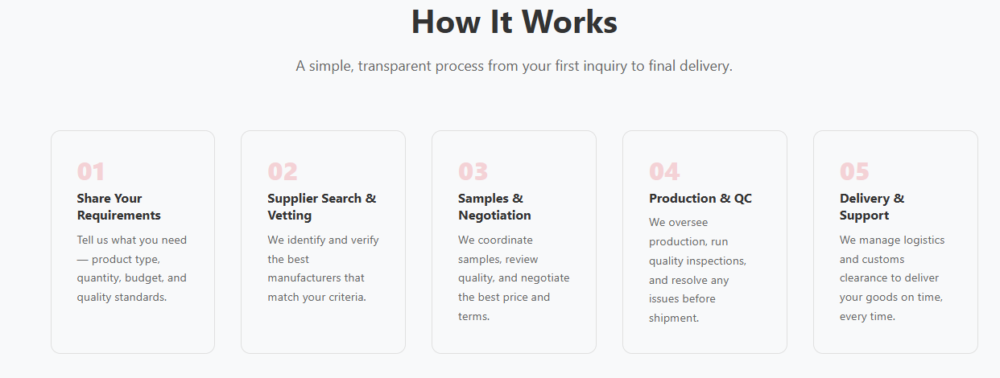 How It Works
A simple, transparent process from your first inquiry to final delivery.
01
Share Your
Requirements
Tell us what you need
— product type,
quantity, budget, and
quality standards.
02
Supplier Search &
Vetting
We identify and verify
the best
manufacturers that
match your criteria.
03
Samples &
Negotiation
We coordinate
samples, review
quality, and negotiate
the best price and
terms.
04
Production & QC
We oversee
production, run
quality inspections,
and resolve any
issues before
shipment.
05
Delivery &
Support
We manage logistics
and customs
clearance to deliver
your goods on time,
every time.